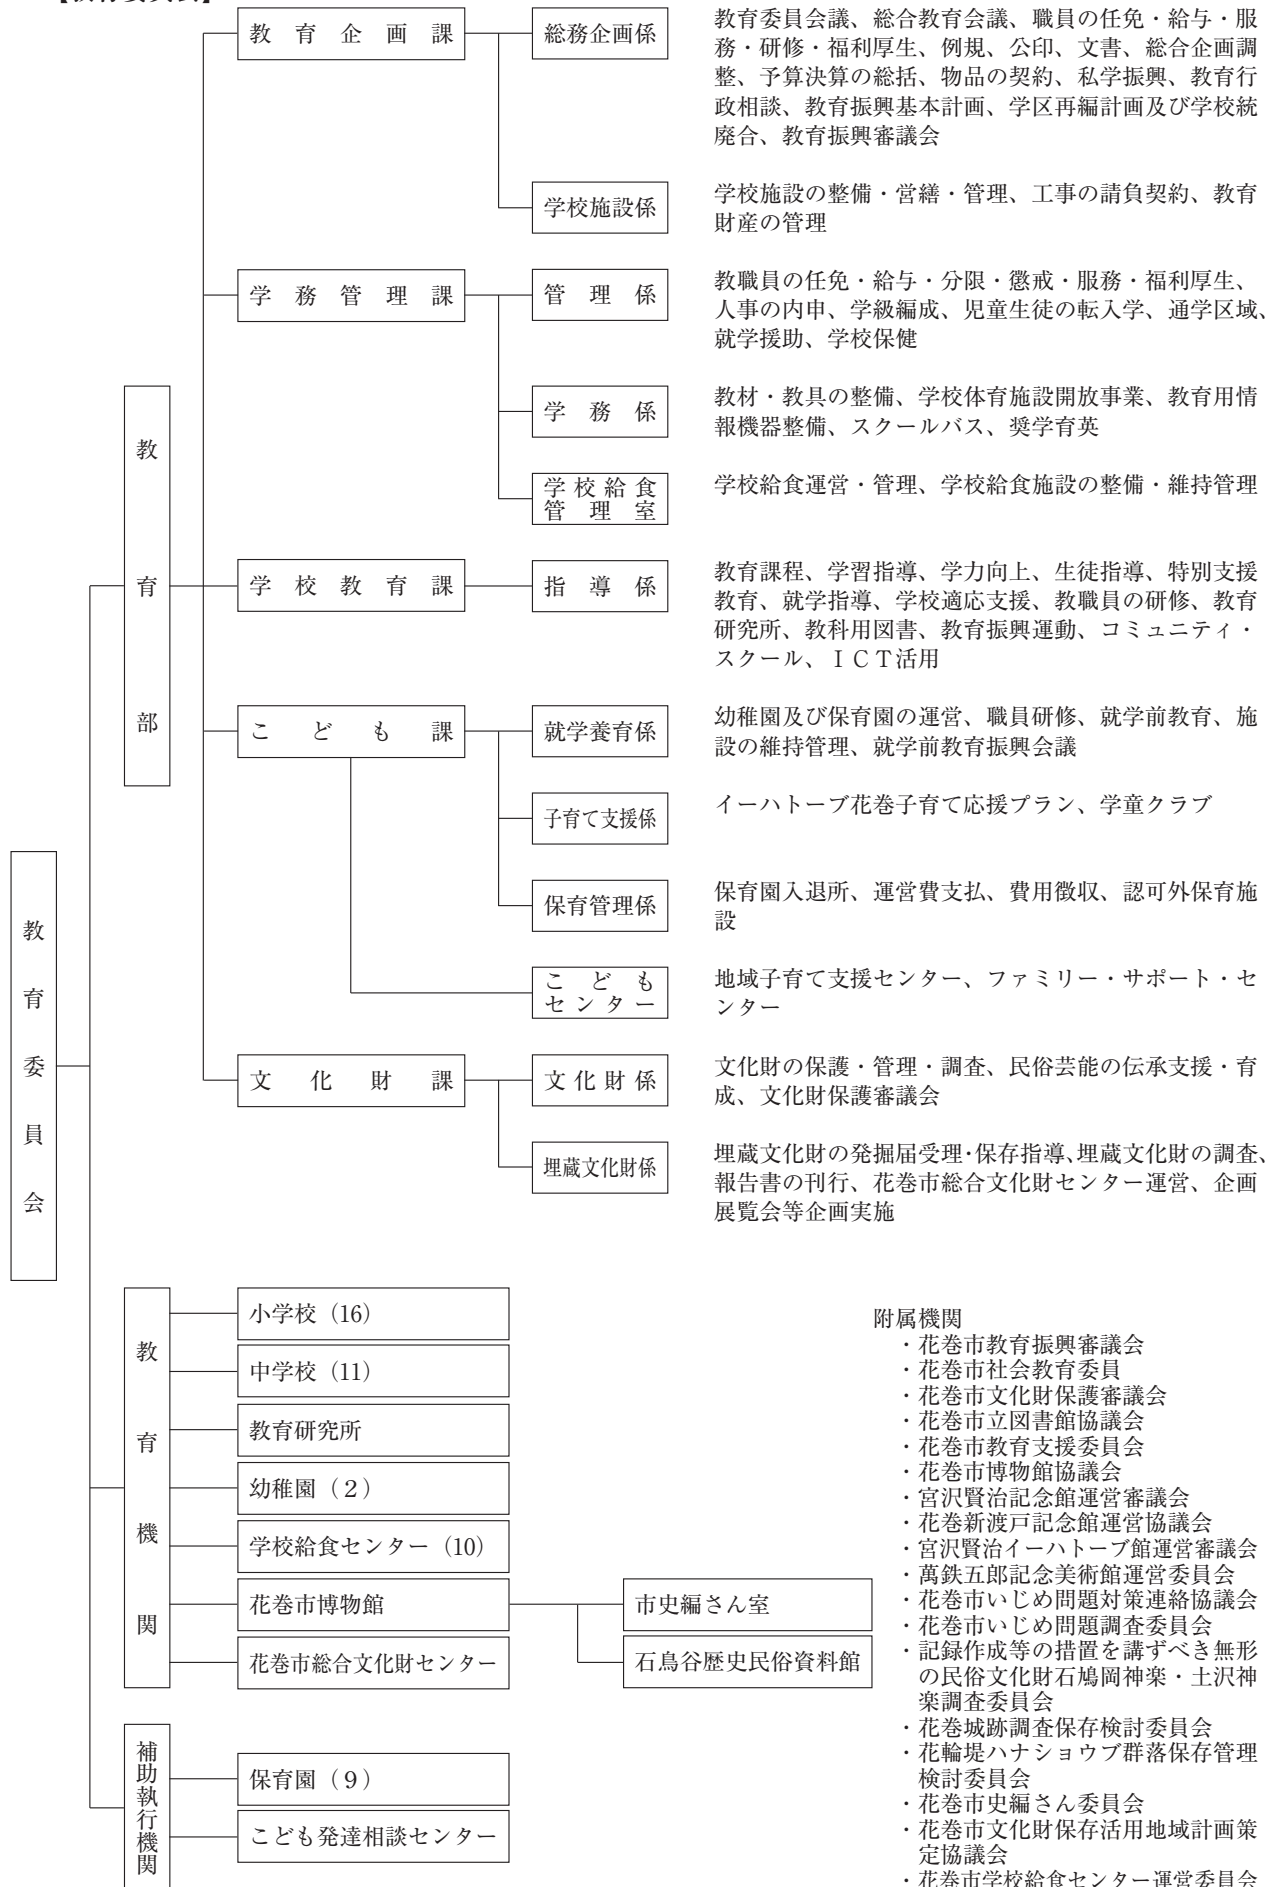 教育委員会
教育部
教育企画課
総務企画係
教育委員会議、総合教育会議、職員の任免・給与・服
務・研修・福利厚生、例規、公印、文書、総合企画調
整、予算決算の総括、物品の契約、私学振興、教育行
政相談、教育振興基本計画、学区再編計画及び学校統
廃合、教育振興審議会
学校施設係
学校施設の整備・営繕・管理、工事の請負契約、教育
財産の管理
学務管理課
管理係
教職員の任免・給与・分限・懲戒・服務・福利厚生、
人事の内申、学級編成、児童生徒の転入学、通学区域、
就学援助、学校保健
学務係
教材・教具の整備、学校体育施設開放事業、教育用情
報機器整備、スクールバス、奨学育英
学校給食
管理室
学校給食運営・管理、学校給食施設の整備・維持管理
学校教育課
指導係
教育課程、学習指導、学力向上、生徒指導、特別支援
教育、就学指導、学校適応支援、教職員の研修、教育
研究所、教科用図書、教育振興運動、コミュニティ・
スクール、ＩＣＴ活用
こども課
就学養育係
幼稚園及び保育園の運営、職員研修、就学前教育、施
設の維持管理、就学前教育振興会議
子育て支援係
イーハトーブ花巻子育て応援プラン、学童クラブ
保育管理係
保育園入退所、運営費支払、費用徴収、認可外保育施
設
こども
センター
地域子育て支援センター、ファミリー・サポート・セ
ンター
文化財課
文化財係
文化財の保護・管理・調査、民俗芸能の伝承支援・育
成、文化財保護審議会
埋蔵文化財係
埋蔵文化財の発掘届受理・保存指導、埋蔵文化財の調査、
報告書の刊行、花巻市総合文化財センター運営、企画
展覧会等企画実施
教育機関
小学校（16）
中学校（11）
教育研究所
幼稚園（２）
学校給食センター（10）
花巻市博物館
市史編さん室
石鳥谷歴史民俗資料館
花巻市総合文化財センター
補助執行機関
保育園（９）
こども発達相談センター
附属機関
・花巻市教育振興審議会
・花巻市社会教育委員
・花巻市文化財保護審議会
・花巻市立図書館協議会
・花巻市教育支援委員会
・花巻市博物館協議会
・宮沢賢治記念館運営審議会
・花巻新渡戸記念館運営協議会
・宮沢賢治イーハトーブ館運営審議会
・萬鉄五郎記念美術館運営委員会
・花巻市いじめ問題対策連絡協議会
・花巻市いじめ問題調査委員会
・記録作成等の措置を講ずべき無形
の民俗文化財石鳩岡神楽・土沢神
楽調査委員会
・花巻城跡調査保存検討委員会
・花輪堤ハナショウブ群落保存管理
検討委員会
・花巻市史編さん委員会
・花巻市文化財保存活用地域計画策
定協議会
・花巻市学校給食センター運営委員会